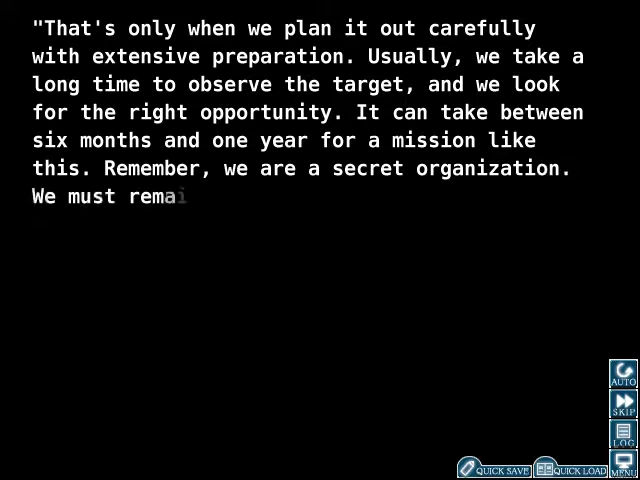 "That's only when we plan it out carefully
with extensive preparation. Usually, we take a
long time to observe the target, and we look
for the right opportunity. It can take between
six months and one year for a mission like
this. Remember, we are a secret organization.
We must remai
AUTO
SKIP
LOG
QUICK SAVE
QUICK LOAD
MENU